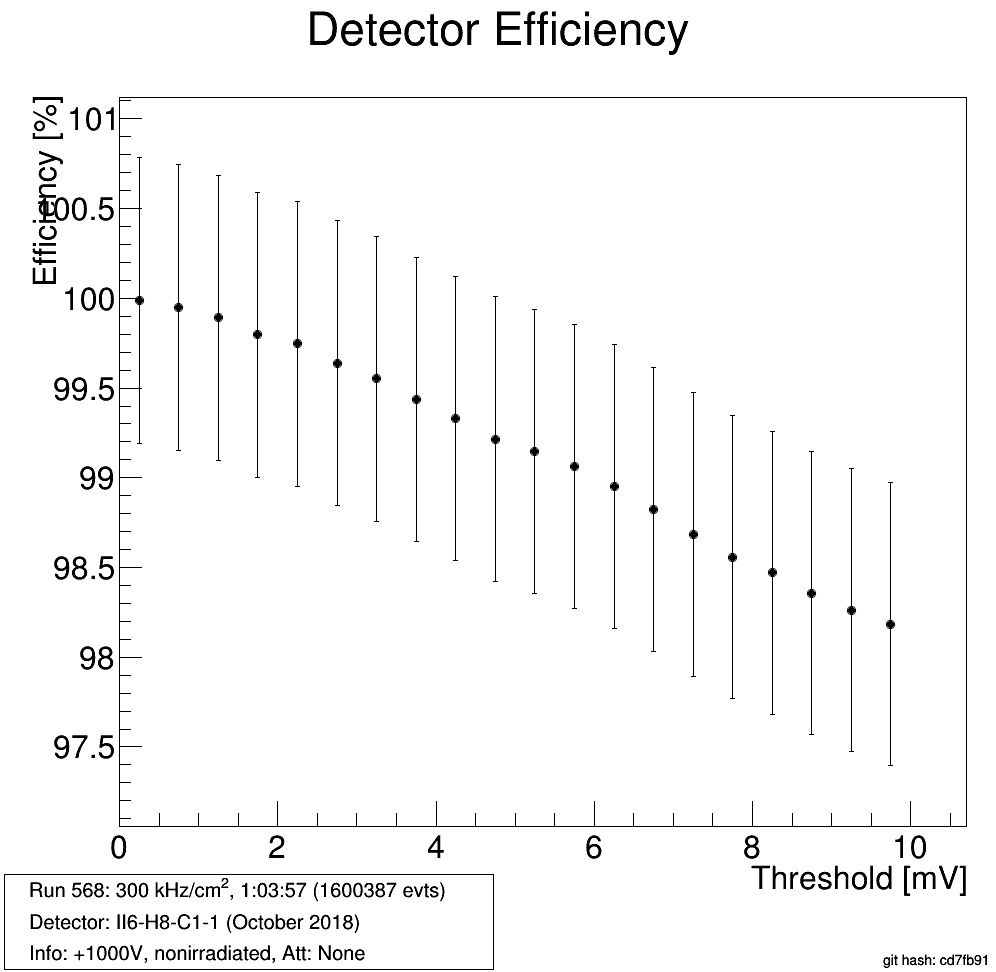 Detector Efficiency
Efficiency [%]
101
100.5
100
99.5
99
98.5
98
97.5
0 2 4 6 8 10
Threshold [mV]
Run 568: 300 kHz/cm², 1:03:57 (1600387 evts)
Detector: II6-H8-C1-1 (October 2018)
Info: +1000V, nonirradiated, Att: None
git hash: cd7fb91